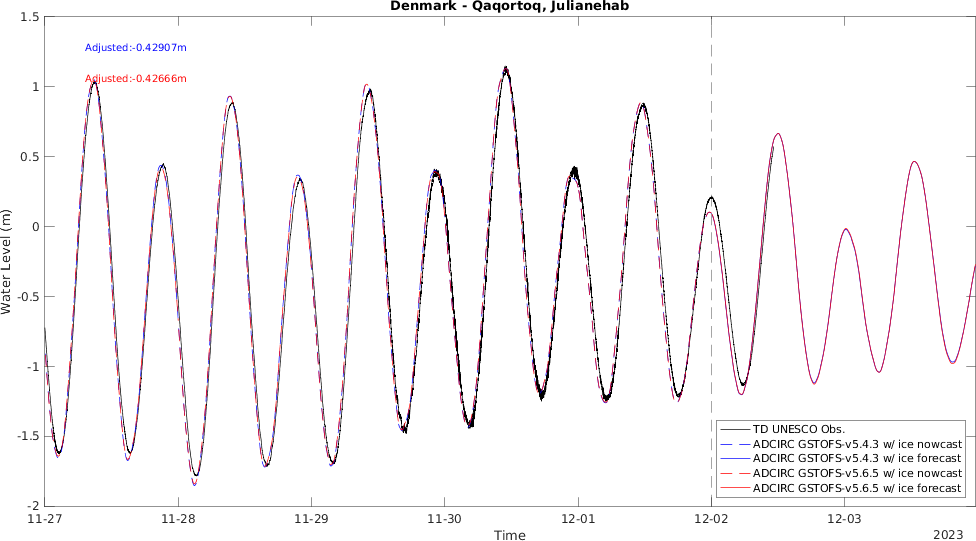 Denmark - Qaqortoq, Julianehab
1.5
Adjusted:-0.42907m
Adjusted:-0.42666m
1
0.5
0
-0.5
-1
-1.5
-2
Water Level (m)
TD UNESCO Obs.
ADCIRC GSTOFS-v5.4.3 w/ ice nowcast
ADCIRC GSTOFS-v5.4.3 w/ ice forecast
ADCIRC GSTOFS-v5.6.5 w/ ice nowcast
ADCIRC GSTOFS-v5.6.5 w/ ice forecast
11-27 11-28 11-29 11-30 12-01 12-02 12-03
Time
2023